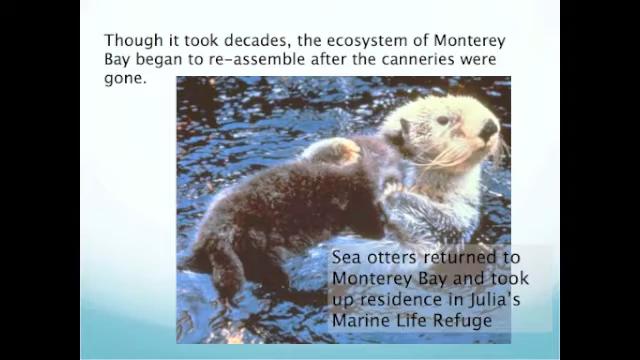 Though it took decades, the ecosystem of Monterey
Bay began to re-assemble after the canneries were
gone.
Sea otters returned to
Monterey Bay and took
up residence in Julia's
Marine Life Refuge